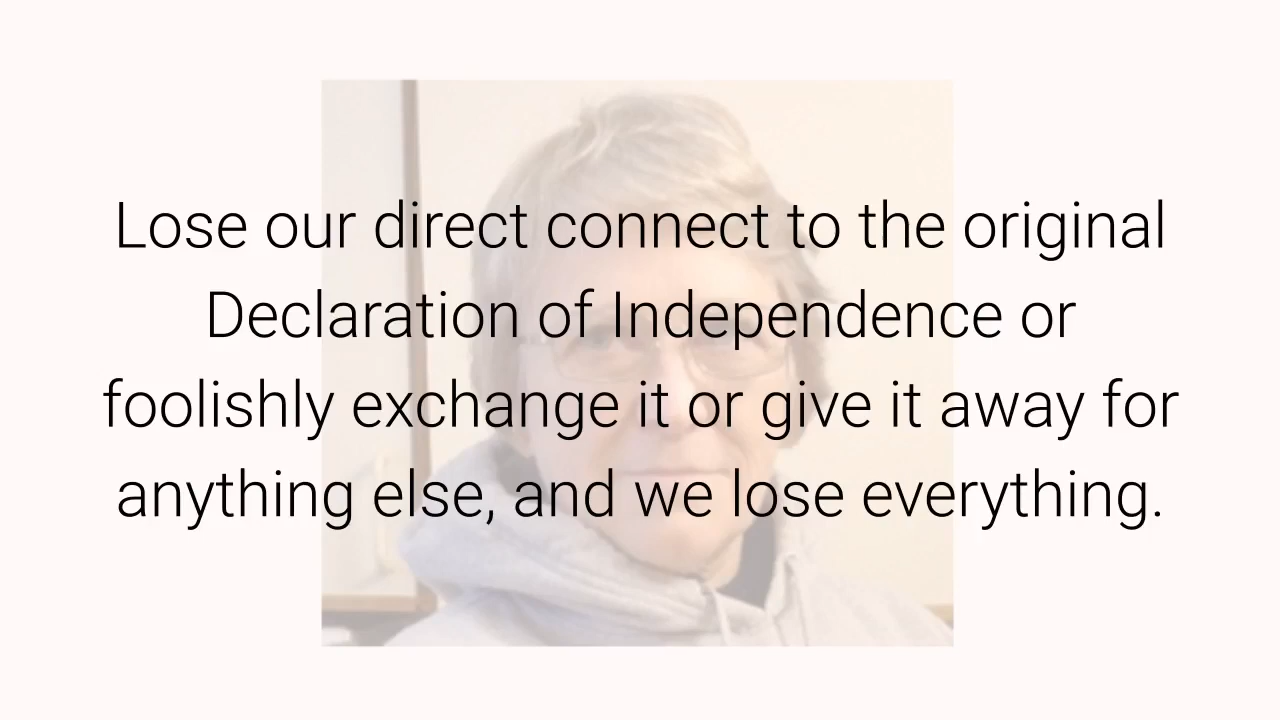 Lose our direct connect to the original
Declaration of Independence or
foolishly exchange it or give it away for
anything else, and we lose everything.